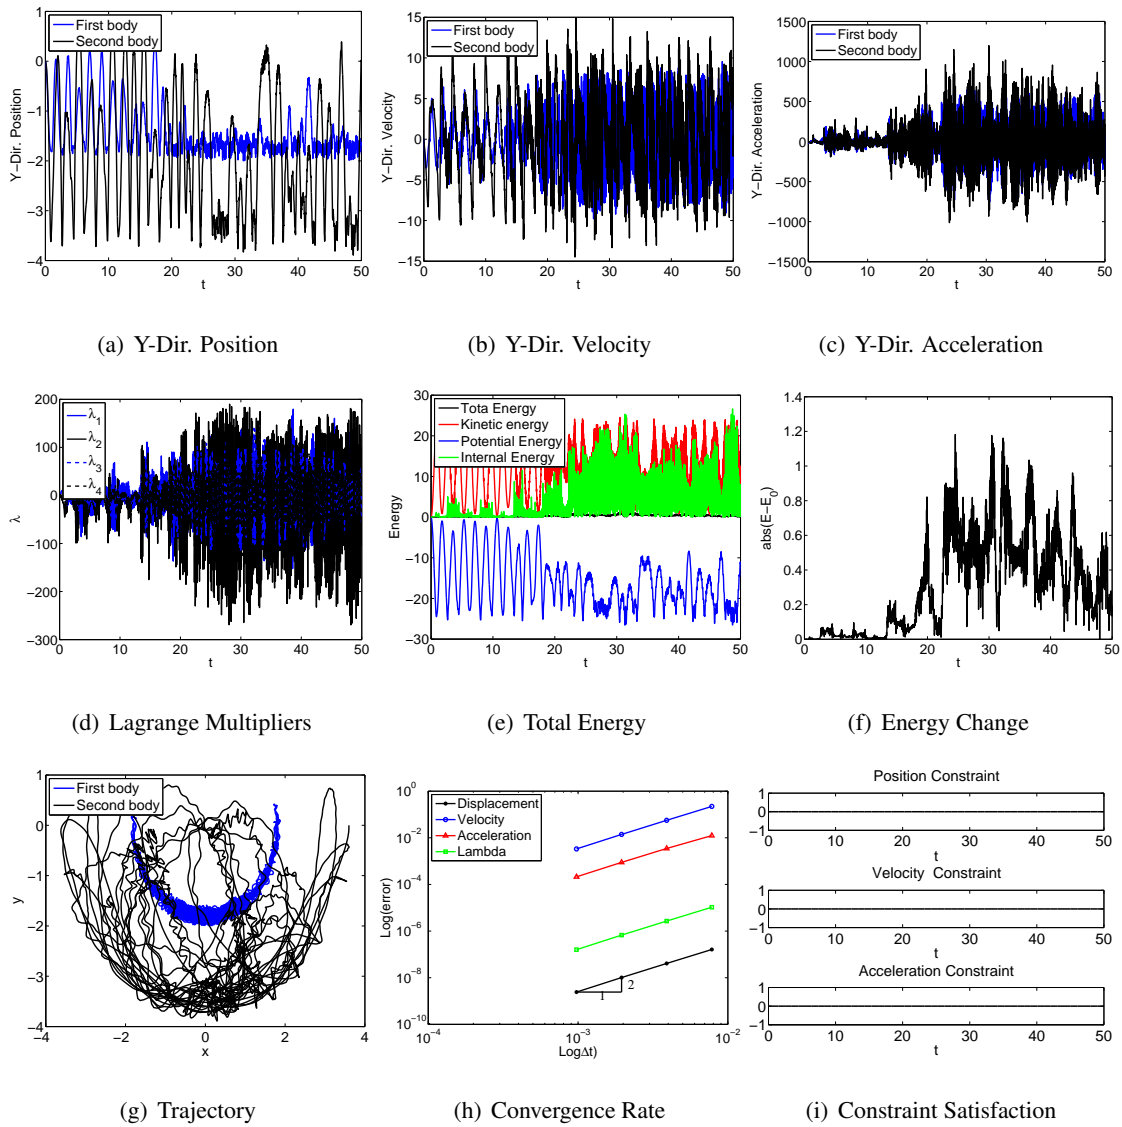 First body
Second body
Y-Dir. Position
1
0
-1
-2
-3
-4
0 10 20 30 40 50
t
(a) Y-Dir. Position
First body
Second body
Y-Dir. Velocity
15
10
5
0
-5
-10
-15
0 10 20 30 40 50
t
(b) Y-Dir. Velocity
First body
Second body
Y-Dir. Acceleration
1500
1000
500
0
-500
-1000
-1500
0 10 20 30 40 50
t
(c) Y-Dir. Acceleration
λ1
λ2
λ3
λ4
λ
200
100
0
-100
-200
-300
0 10 20 30 40 50
t
(d) Lagrange Multipliers
Tota Energy
Kinetic energy
Potential Energy
Internal Energy
Energy
30
20
10
0
-10
-20
-30
0 10 20 30 40 50
t
(e) Total Energy
abs(E-E0)
1.4
1.2
1
0.8
0.6
0.4
0.2
0
0 10 20 30 40 50
t
(f) Energy Change
First body
Second body
y
1
0
-1
-2
-3
-4
-4 -2 0 2 4
x
(g) Trajectory
Displacement
Velocity
Acceleration
Lambda
Log(error)
10^0
10^-2
10^-4
10^-6
10^-8
10^-10
2
1
10^-4 10^-3 10^-2
LogΔt)
(h) Convergence Rate
Position Constraint
1
0
-1
0 10 20 30 40 50
t
Velocity Constraint
1
0
-1
0 10 20 30 40 50
t
Acceleration Constraint
1
0
-1
0 10 20 30 40 50
t
(i) Constraint Satisfaction